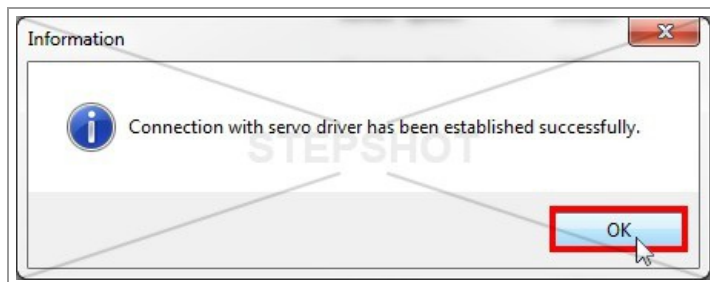 Information
Connection with servo driver has been established successfully.
STEPSHOT
OK